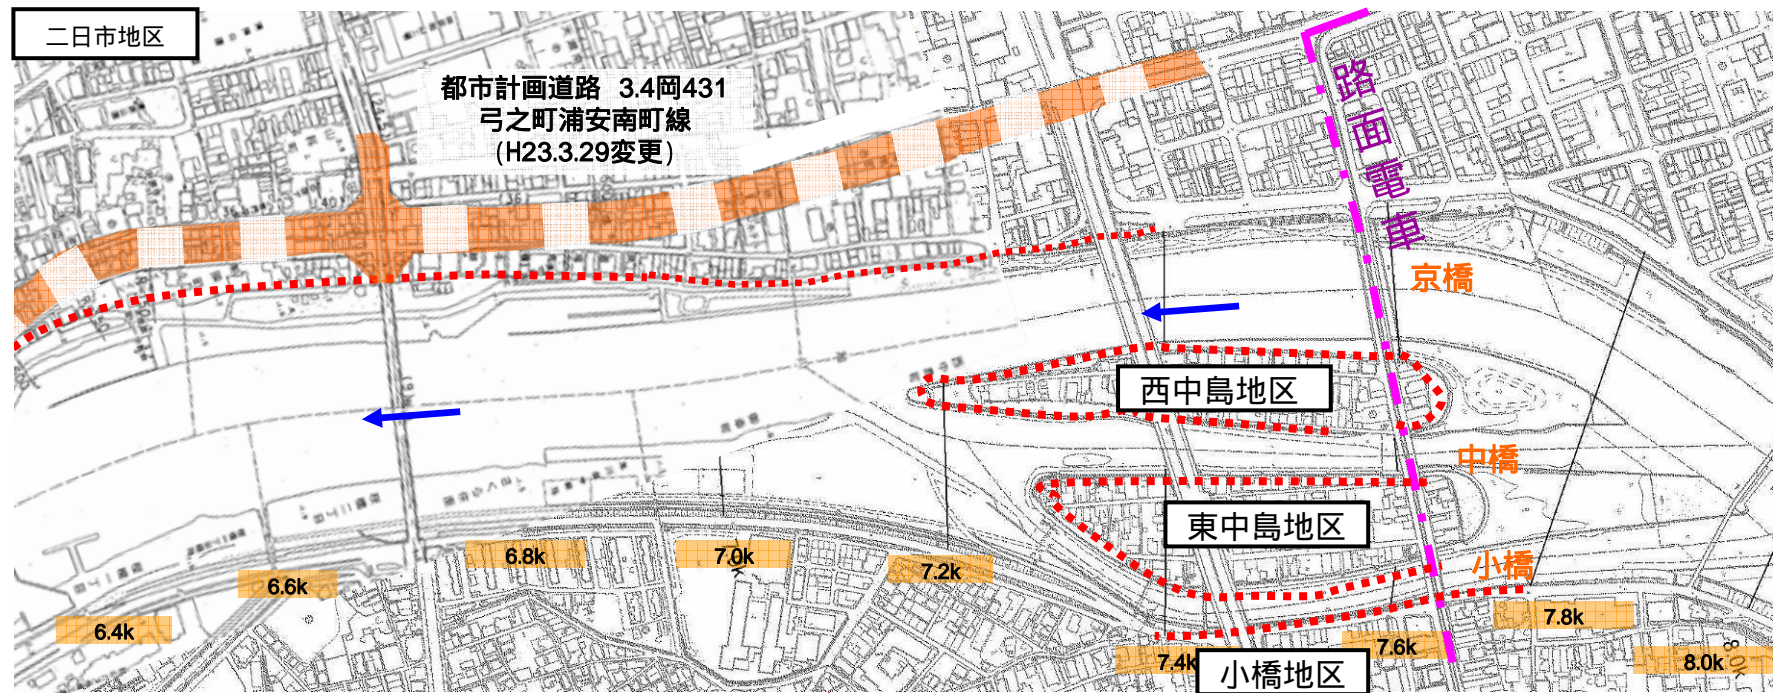 二日市地区
都市計画道路 3.4岡431
弓之町浦安南町線
(H23.3.29変更)
路面電車
京橋
西中島地区
中橋
東中島地区
小橋
6.8k
7.0k
7.2k
6.6k
6.4k
7.8k
7.6k
7.4k
8.0k
8.0k
小橋地区